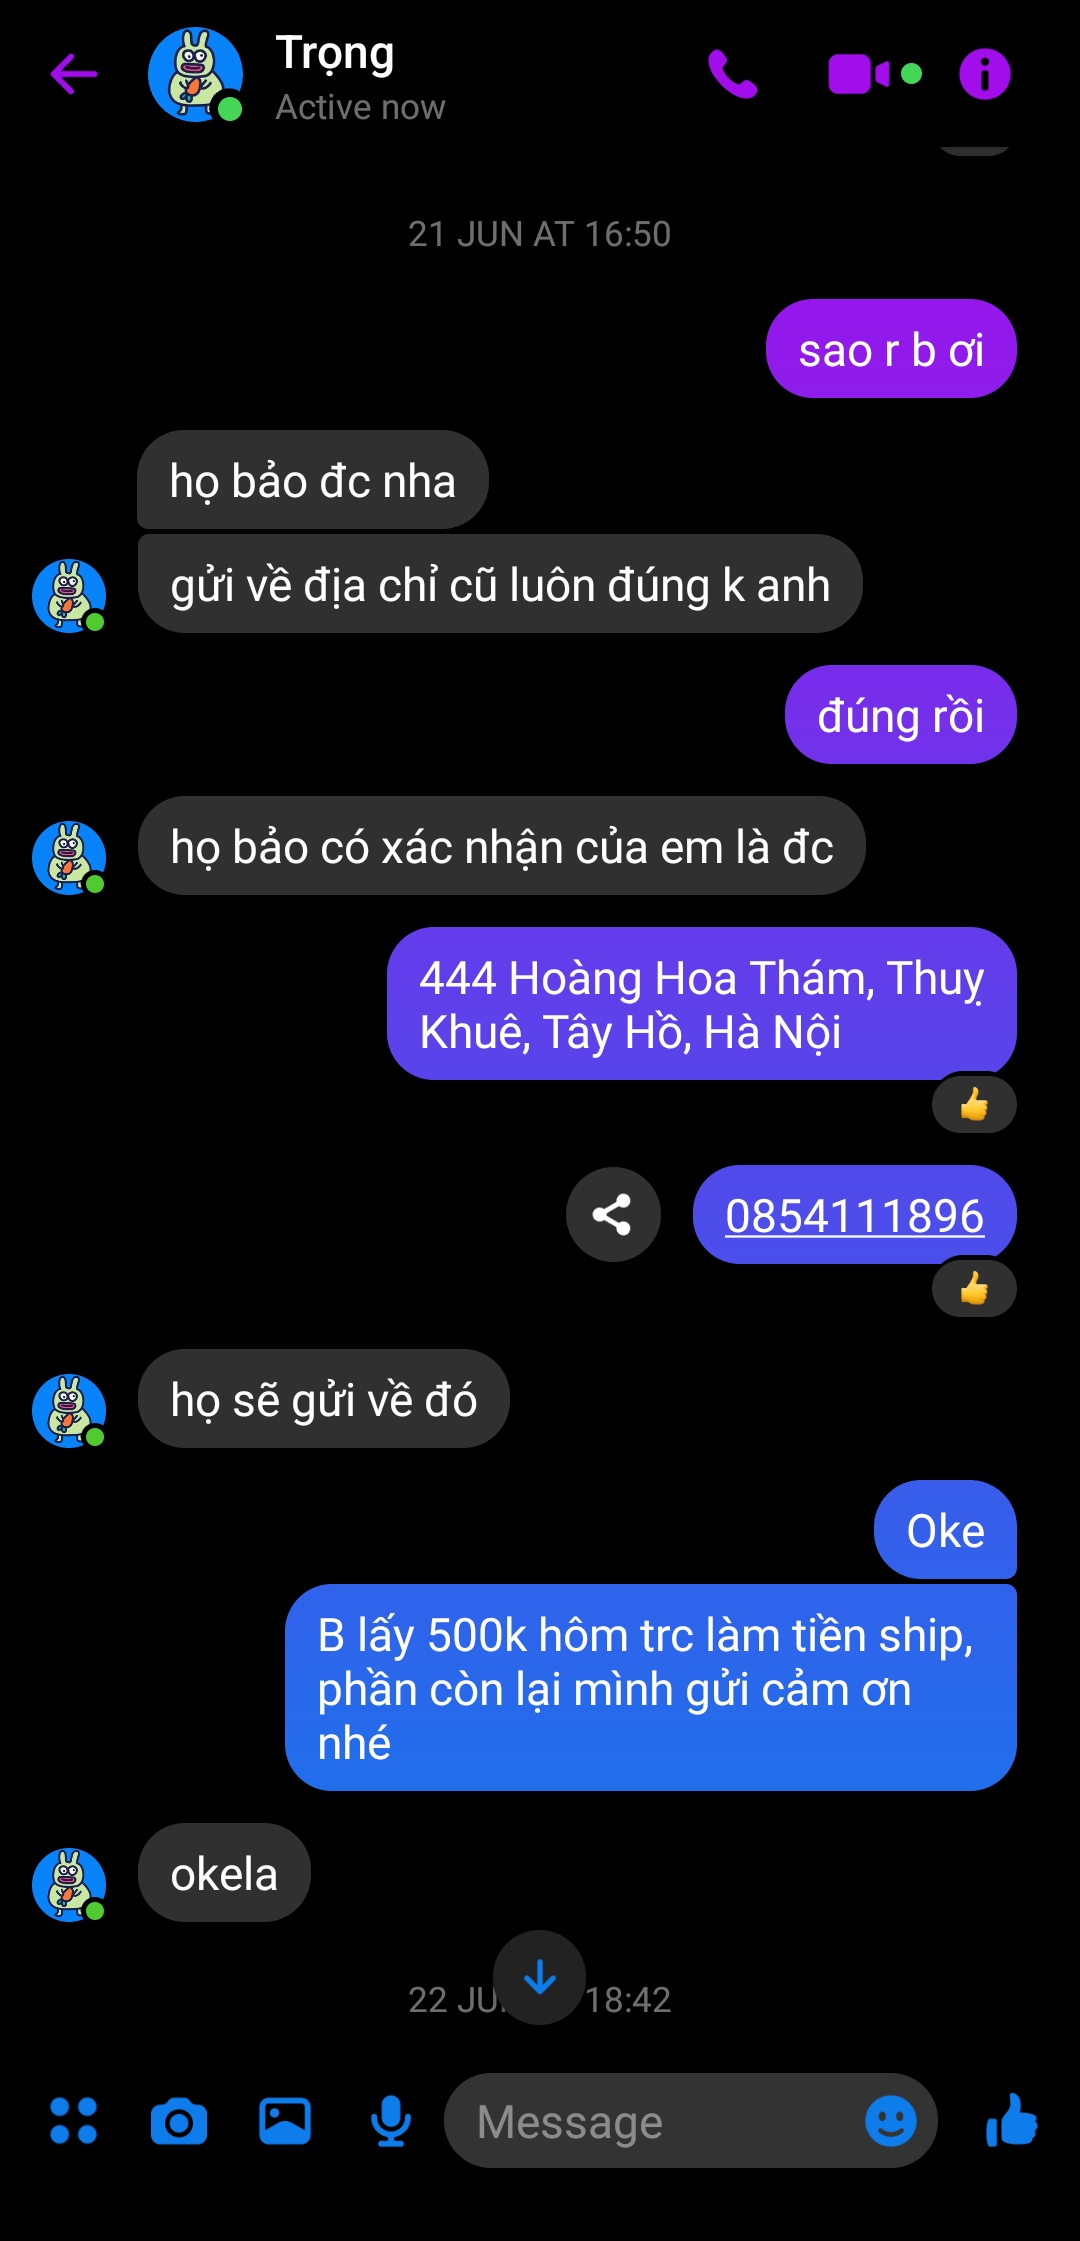 Trọng
Active now
21 JUN AT 16:50
sao r b ơi
họ bảo đc nha
gửi về địa chỉ cũ luôn đúng k anh
đúng rồi
họ bảo có xác nhận của em là đc
444 Hoàng Hoa Thám, Thuỵ
Khuê, Tây Hồ, Hà Nội
0854111896
họ sẽ gửi về đó
Oke
B lấy 500k hôm trc làm tiền ship,
phần còn lại mình gửi cảm ơn
nhé
okela
22 JU 18:42
Message